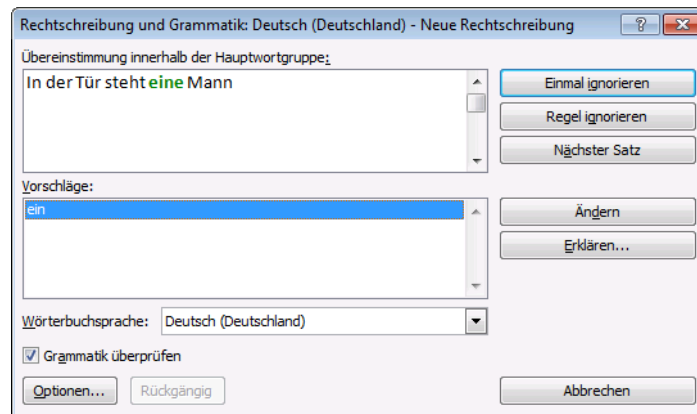 Rechtschreibung und Grammatik: Deutsch (Deutschland) - Neue Rechtschreibung
Übereinstimmung innerhalb der Hauptwortgruppe:
In der Tür steht eine Mann
Einmal ignorieren
Regel ignorieren
Nächster Satz
Vorschläge:
ein
Ändern
Erklären...
Wörterbuchsprache: Deutsch (Deutschland)
Grammatik überprüfen
Optionen... Rückgängig Abbrechen